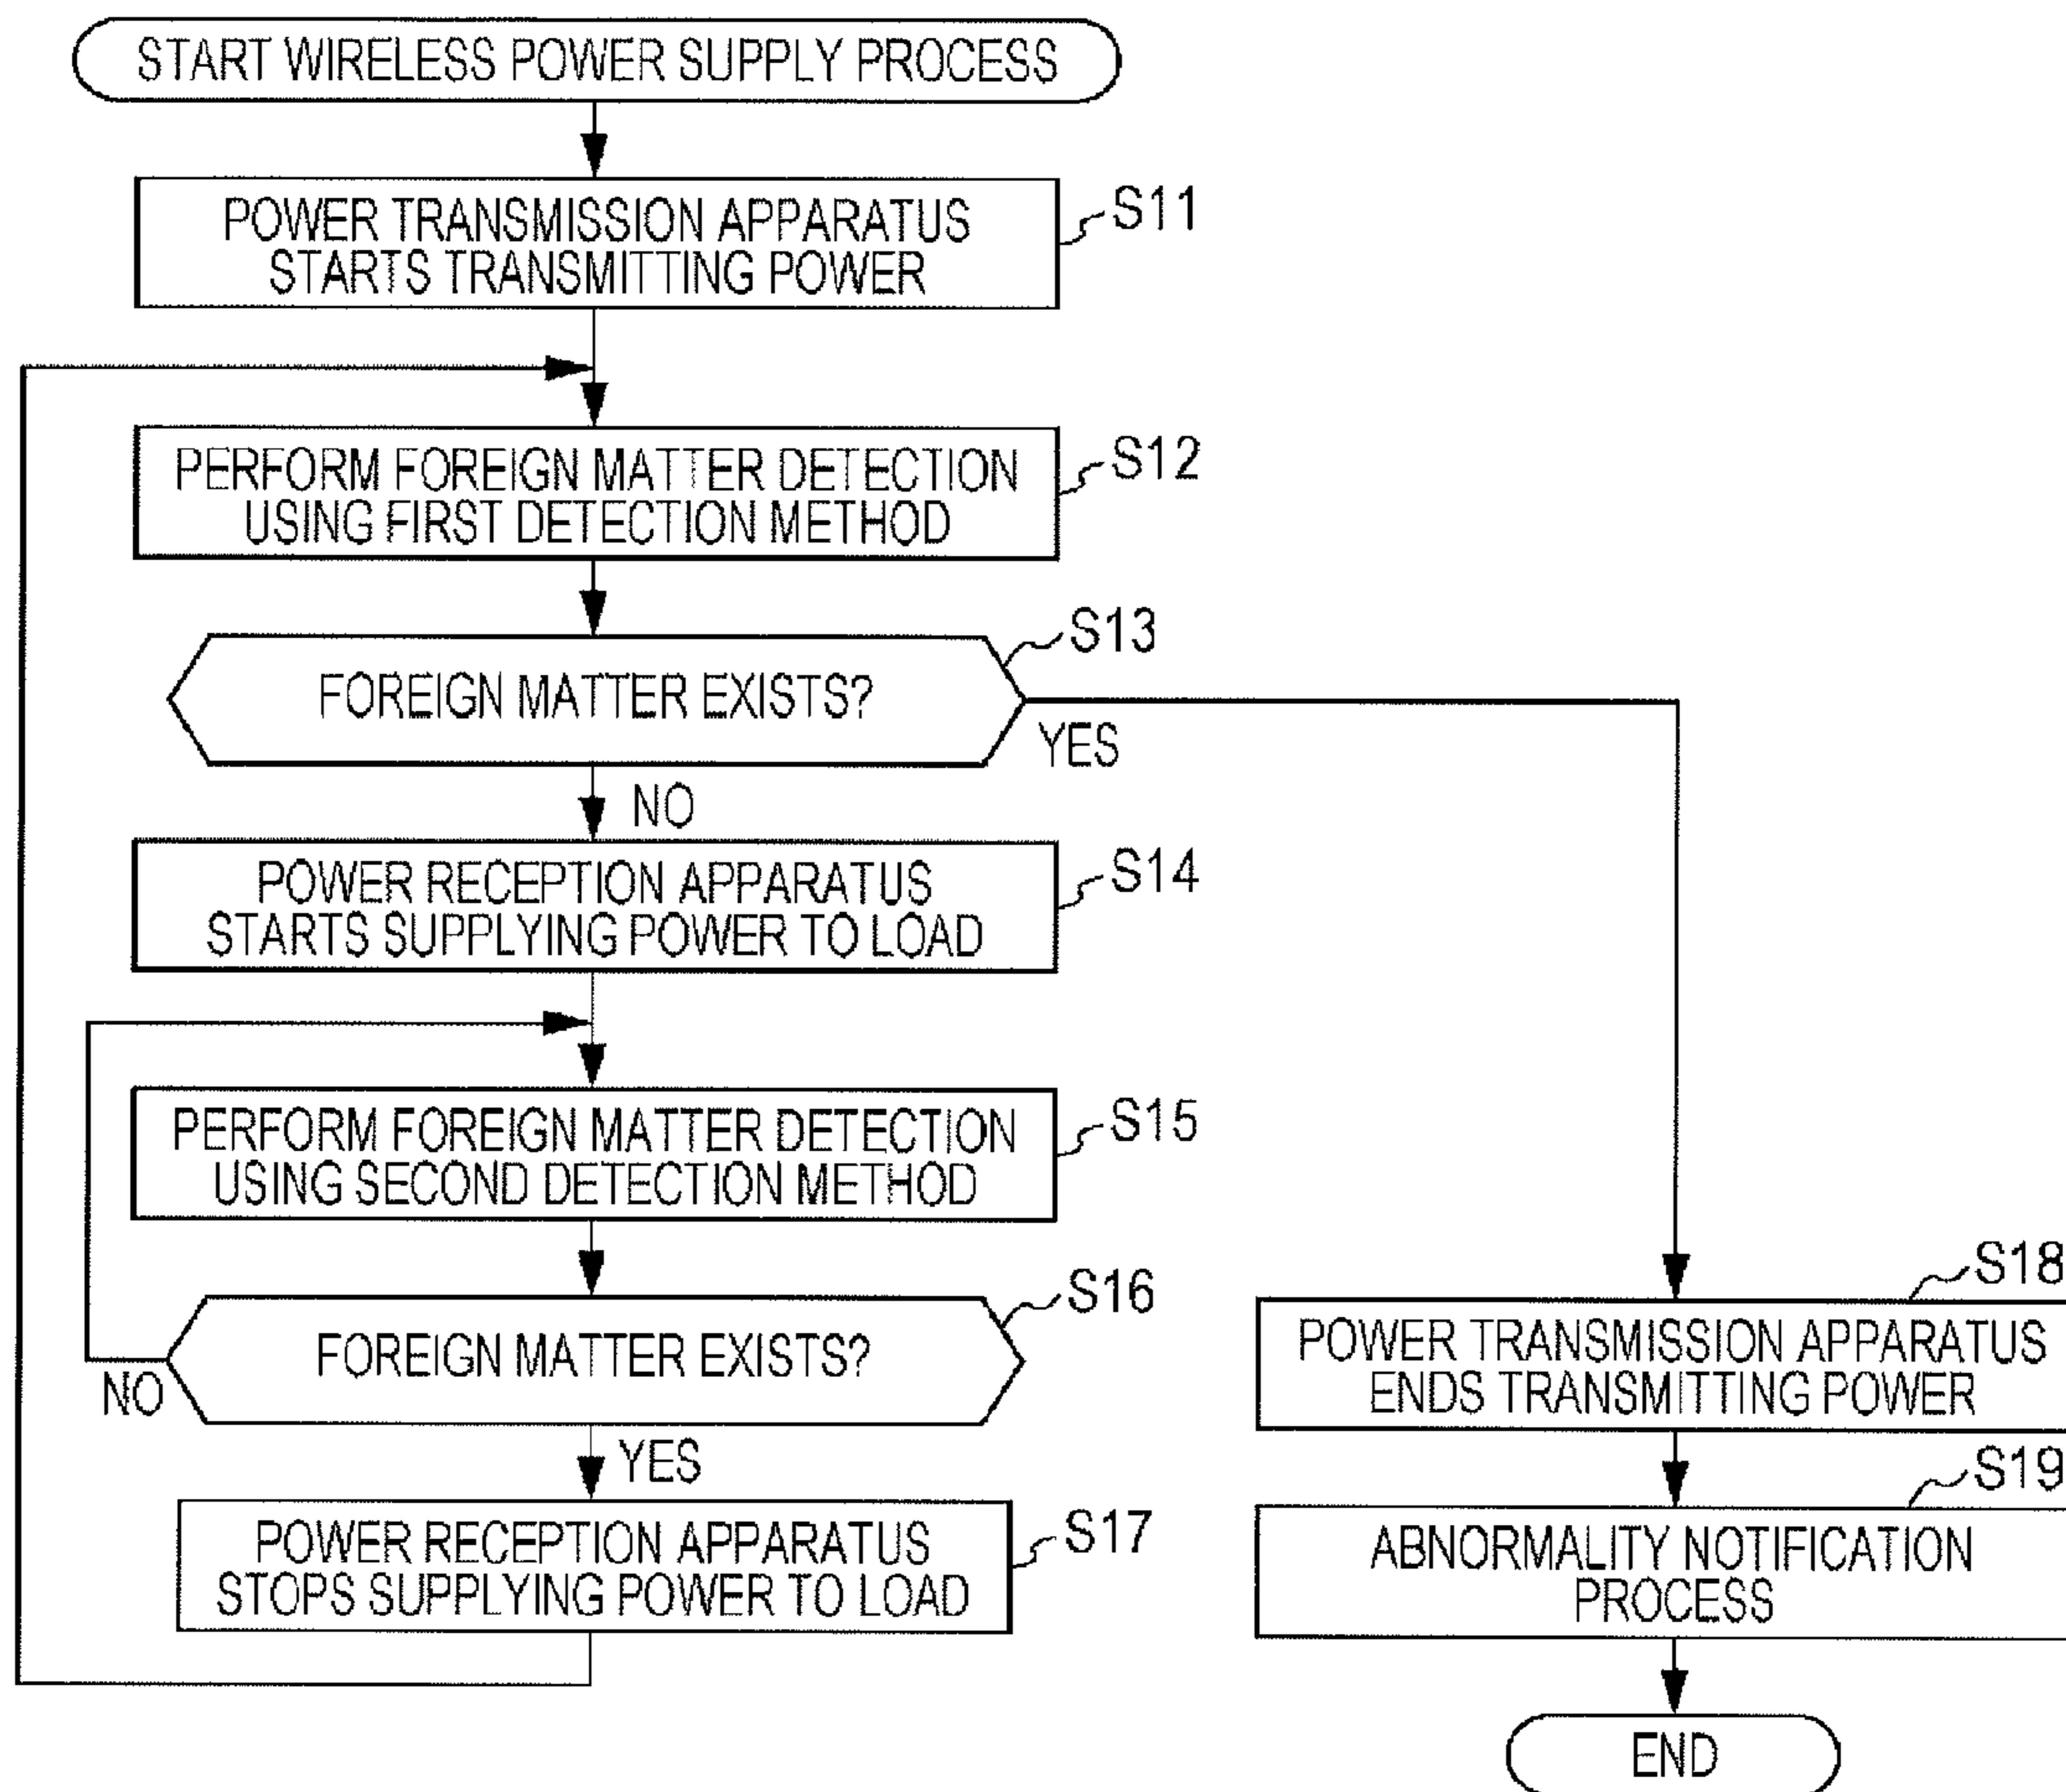 START WIRELESS POWER SUPPLY PROCESS
POWER TRANSMISSION APPARATUS
STARTS TRANSMITTING POWER
S11
PERFORM FOREIGN MATTER DETECTION
USING FIRST DETECTION METHOD
S12
S13
FOREIGN MATTER EXISTS?
YES
NO
POWER RECEPTION APPARATUS
STARTS SUPPLYING POWER TO LOAD
S14
PERFORM FOREIGN MATTER DETECTION
USING SECOND DETECTION METHOD
S15
S16
FOREIGN MATTER EXISTS?
NO
YES
POWER RECEPTION APPARATUS
STOPS SUPPLYING POWER TO LOAD
S17
S18
POWER TRANSMISSION APPARATUS
ENDS TRANSMITTING POWER
S19
ABNORMALITY NOTIFICATION
PROCESS
END